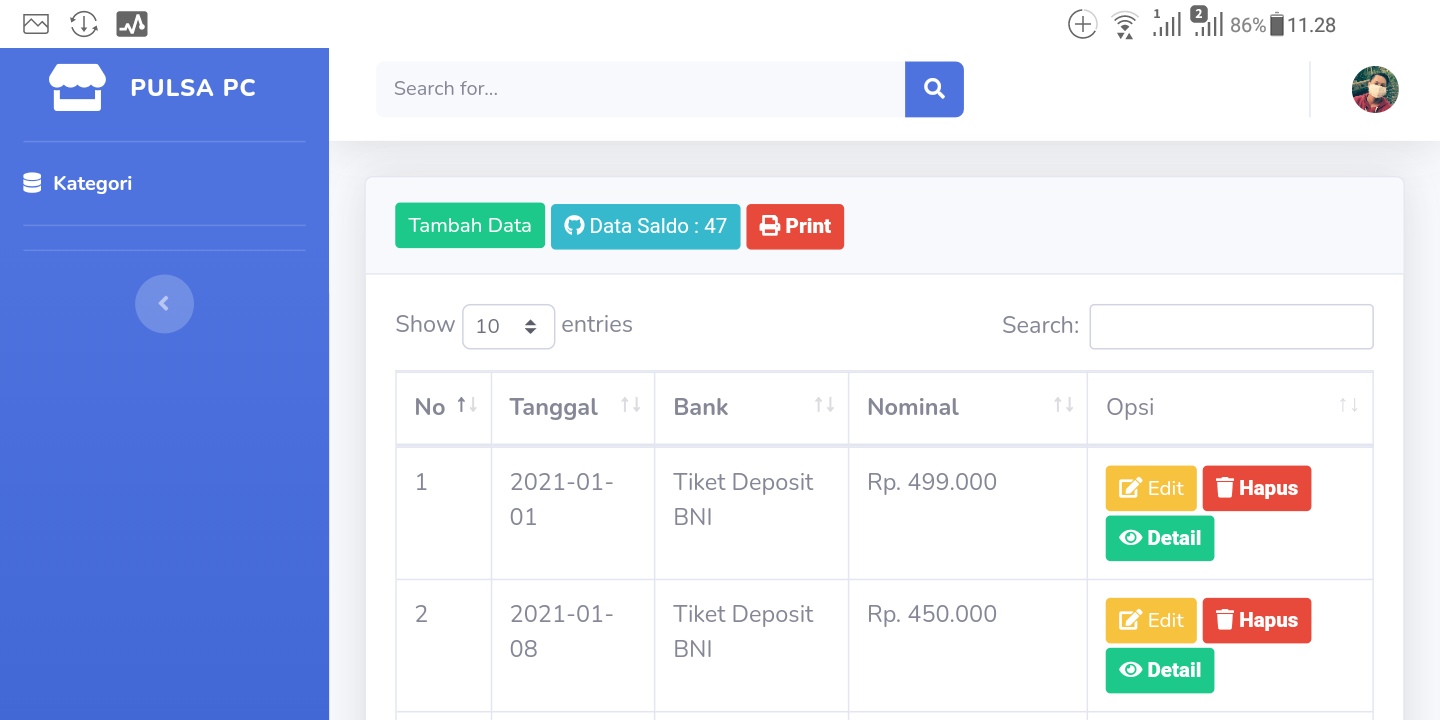 1 2 86% 11.28
PULSA PC
Search for...
Kategori
Tambah Data Data Saldo : 47 Print
Show 10 entries Search:
No Tanggal Bank Nominal Opsi
1 2021-01- Tiket Deposit Rp. 499.000 Edit Hapus
01 BNI
Detail
2 2021-01- Tiket Deposit Rp. 450.000 Edit Hapus
08 BNI
Detail